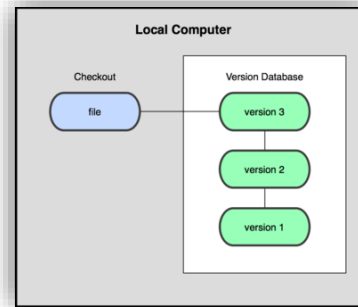 Local Computer
Checkout
Version Database
file
version 3
version 2
version 1